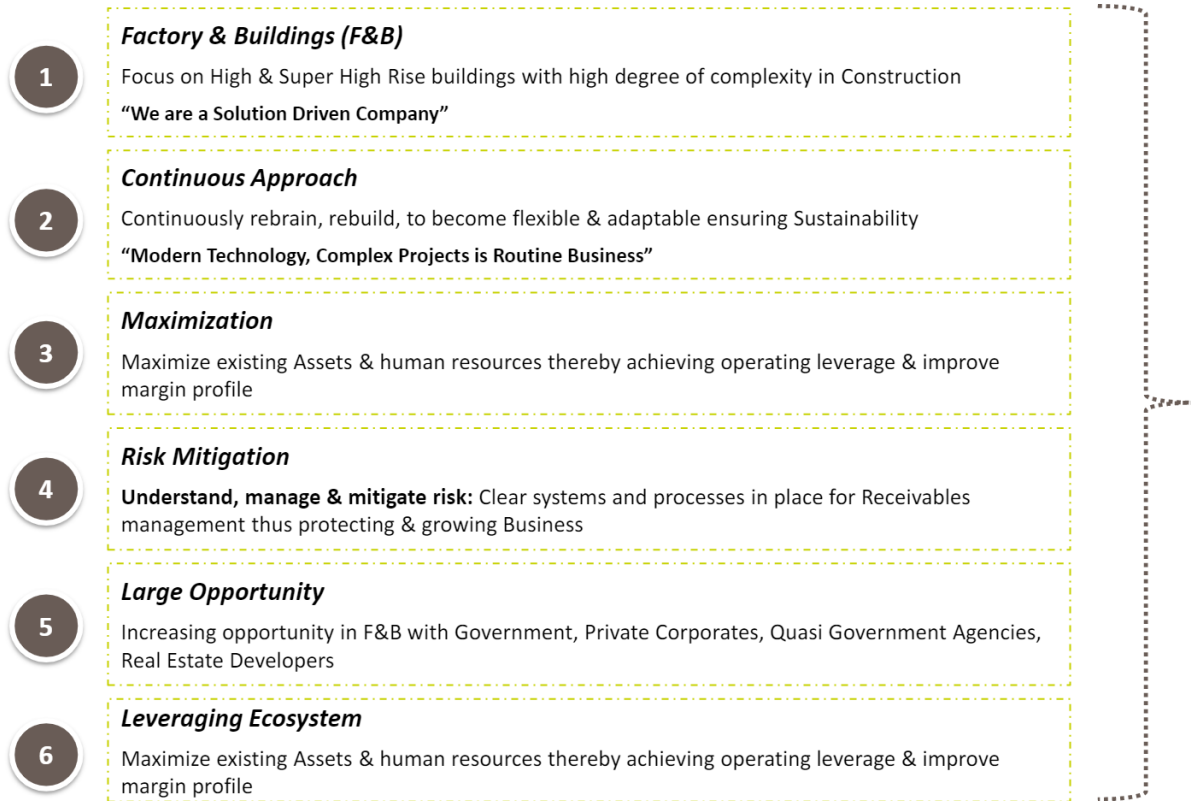 1
Factory & Buildings (F&B)
Focus on High & Super High Rise buildings with high degree of complexity in Construction
“We are a Solution Driven Company”
2
Continuous Approach
Continuously rebrain, rebuild, to become flexible & adaptable ensuring Sustainability
“Modern Technology, Complex Projects is Routine Business”
3
Maximization
Maximize existing Assets & human resources thereby achieving operating leverage & improve
margin profile
4
Risk Mitigation
Understand, manage & mitigate risk: Clear systems and processes in place for Receivables
management thus protecting & growing Business
5
Large Opportunity
Increasing opportunity in F&B with Government, Private Corporates, Quasi Government Agencies,
Real Estate Developers
6
Leveraging Ecosystem
Maximize existing Assets & human resources thereby achieving operating leverage & improve
margin profile